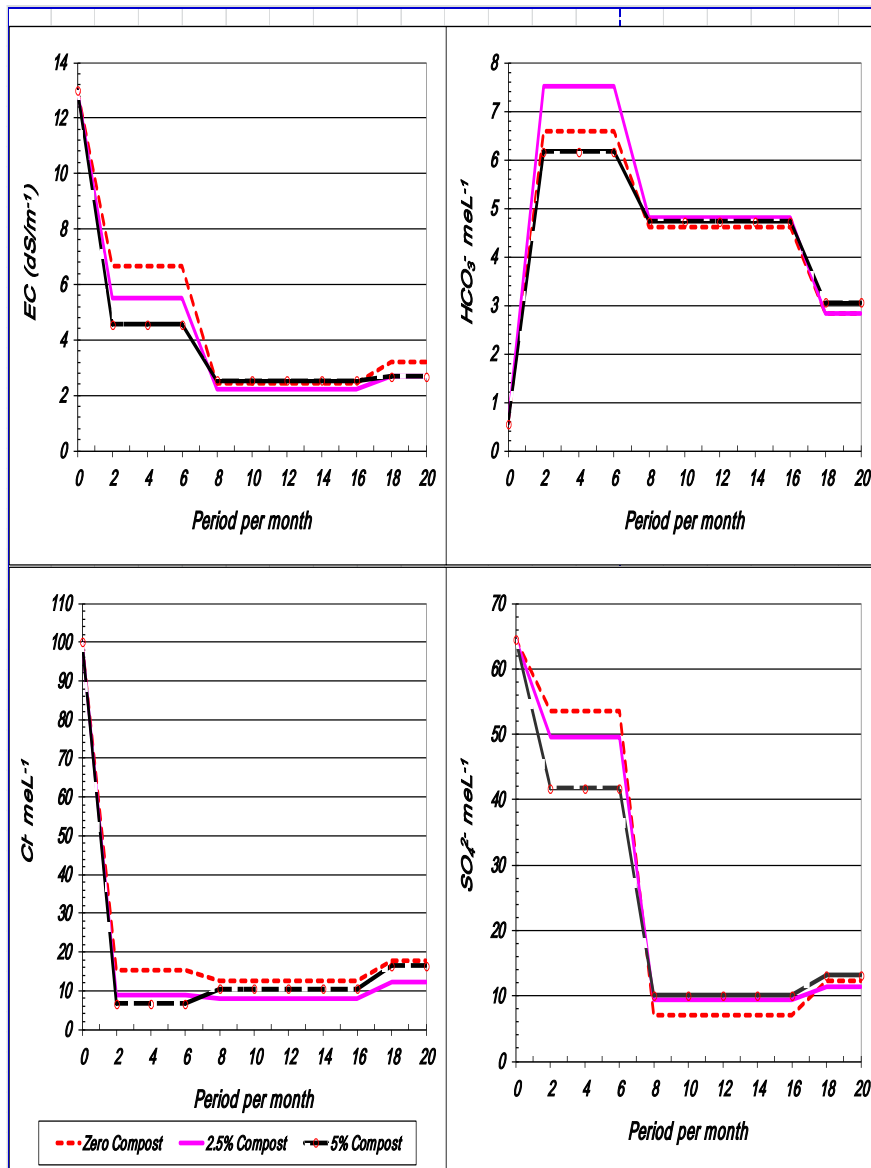 14
12
10
8
6
4
2
0
EC (dS/m⁻¹)
0 2 4 6 8 10 12 14 16 18 20
Period per month
8
7
6
5
4
3
2
1
0
HCO₃⁻ meL⁻¹
0 2 4 6 8 10 12 14 16 18 20
Period per month
110
100
90
80
70
60
50
40
30
20
10
0
Cl⁻ meL⁻¹
0 2 4 6 8 10 12 14 16 18 20
Period per month
70
60
50
40
30
20
10
0
SO₄²⁻ meL⁻¹
0 2 4 6 8 10 12 14 16 18 20
Period per month
Zero Compost 2.5% Compost 5% Compost